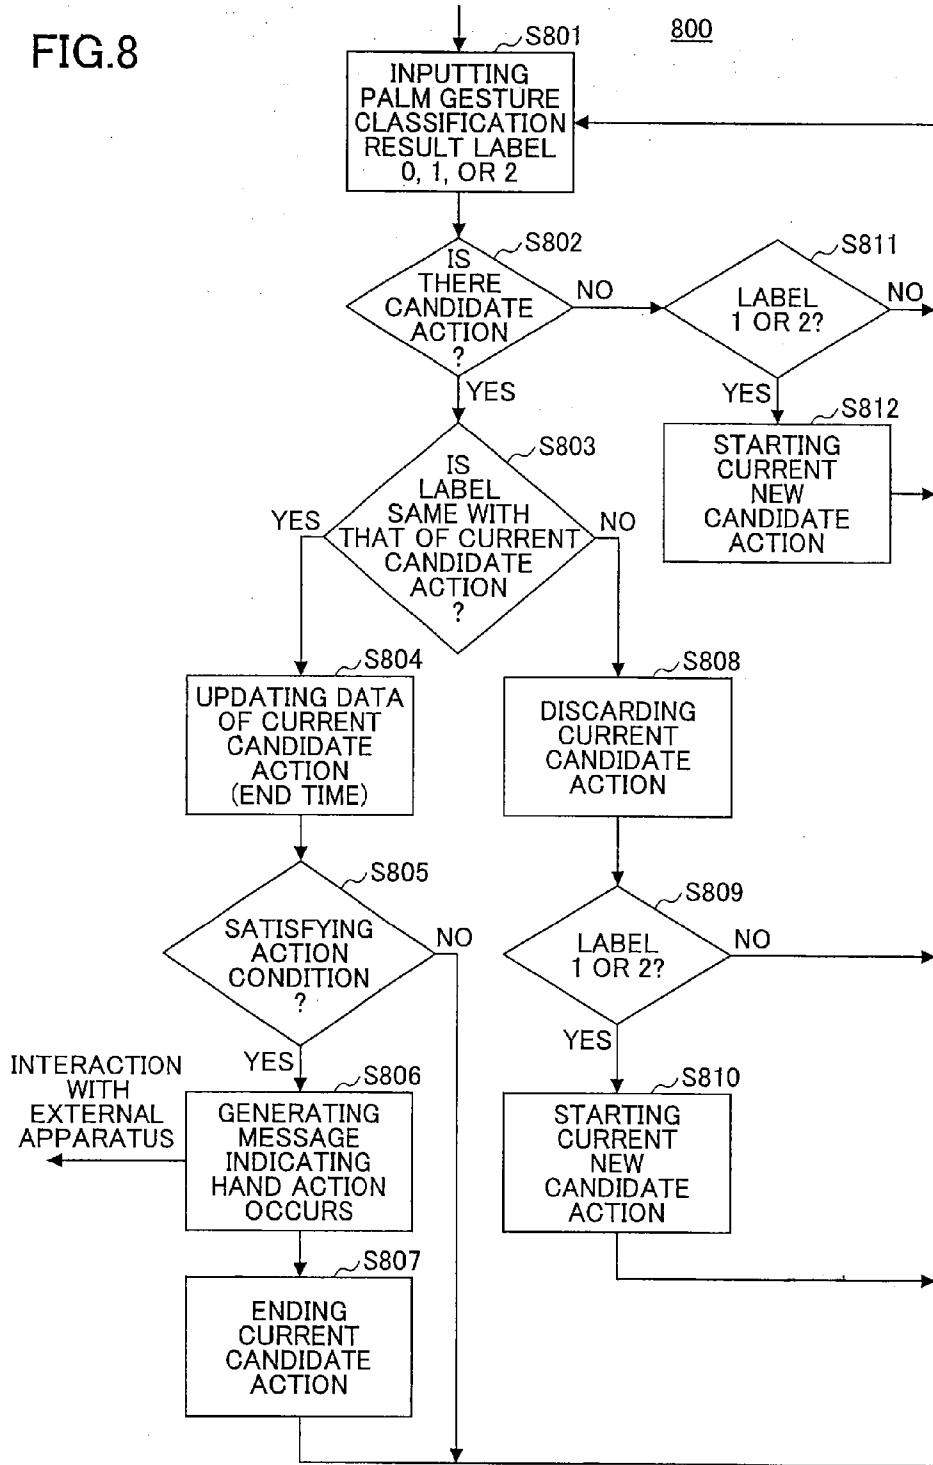 FIG.8
800
S801
INPUTTING
PALM GESTURE
CLASSIFICATION
RESULT LABEL
0, 1, OR 2
S802
IS
THERE
CANDIDATE
ACTION
?
NO
YES
S811
LABEL
1 OR 2?
NO
YES
S812
STARTING
CURRENT
NEW
CANDIDATE
ACTION
S803
IS
LABEL
SAME WITH
THAT OF CURRENT
CANDIDATE
ACTION
?
YES
NO
S804
UPDATING DATA
OF CURRENT
CANDIDATE
ACTION
(END TIME)
S808
DISCARDING
CURRENT
CANDIDATE
ACTION
S805
SATISFYING
ACTION
CONDITION
?
NO
YES
S809
LABEL
1 OR 2?
NO
YES
INTERACTION
WITH
EXTERNAL
APPARATUS
S806
GENERATING
MESSAGE
INDICATING
HAND ACTION
OCCURS
S810
STARTING
CURRENT
NEW
CANDIDATE
ACTION
S807
ENDING
CURRENT
CANDIDATE
ACTION